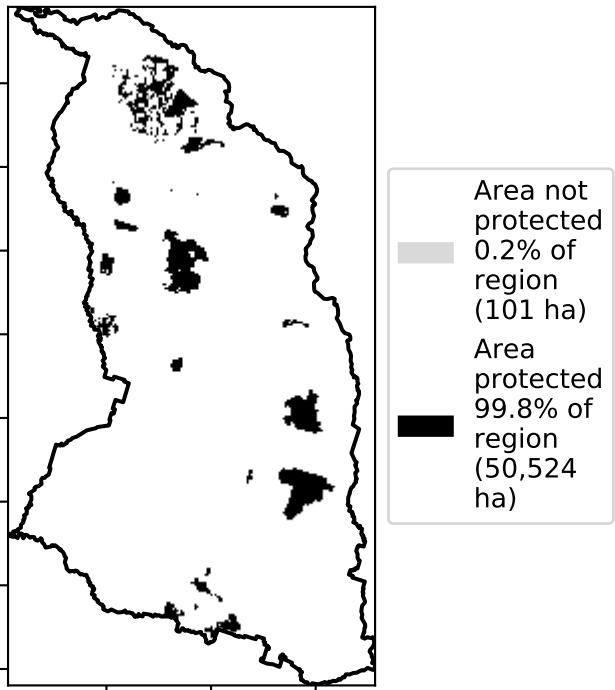 Area not
protected
0.2% of
region
(101 ha)
Area
protected
99.8% of
region
(50,524
ha)